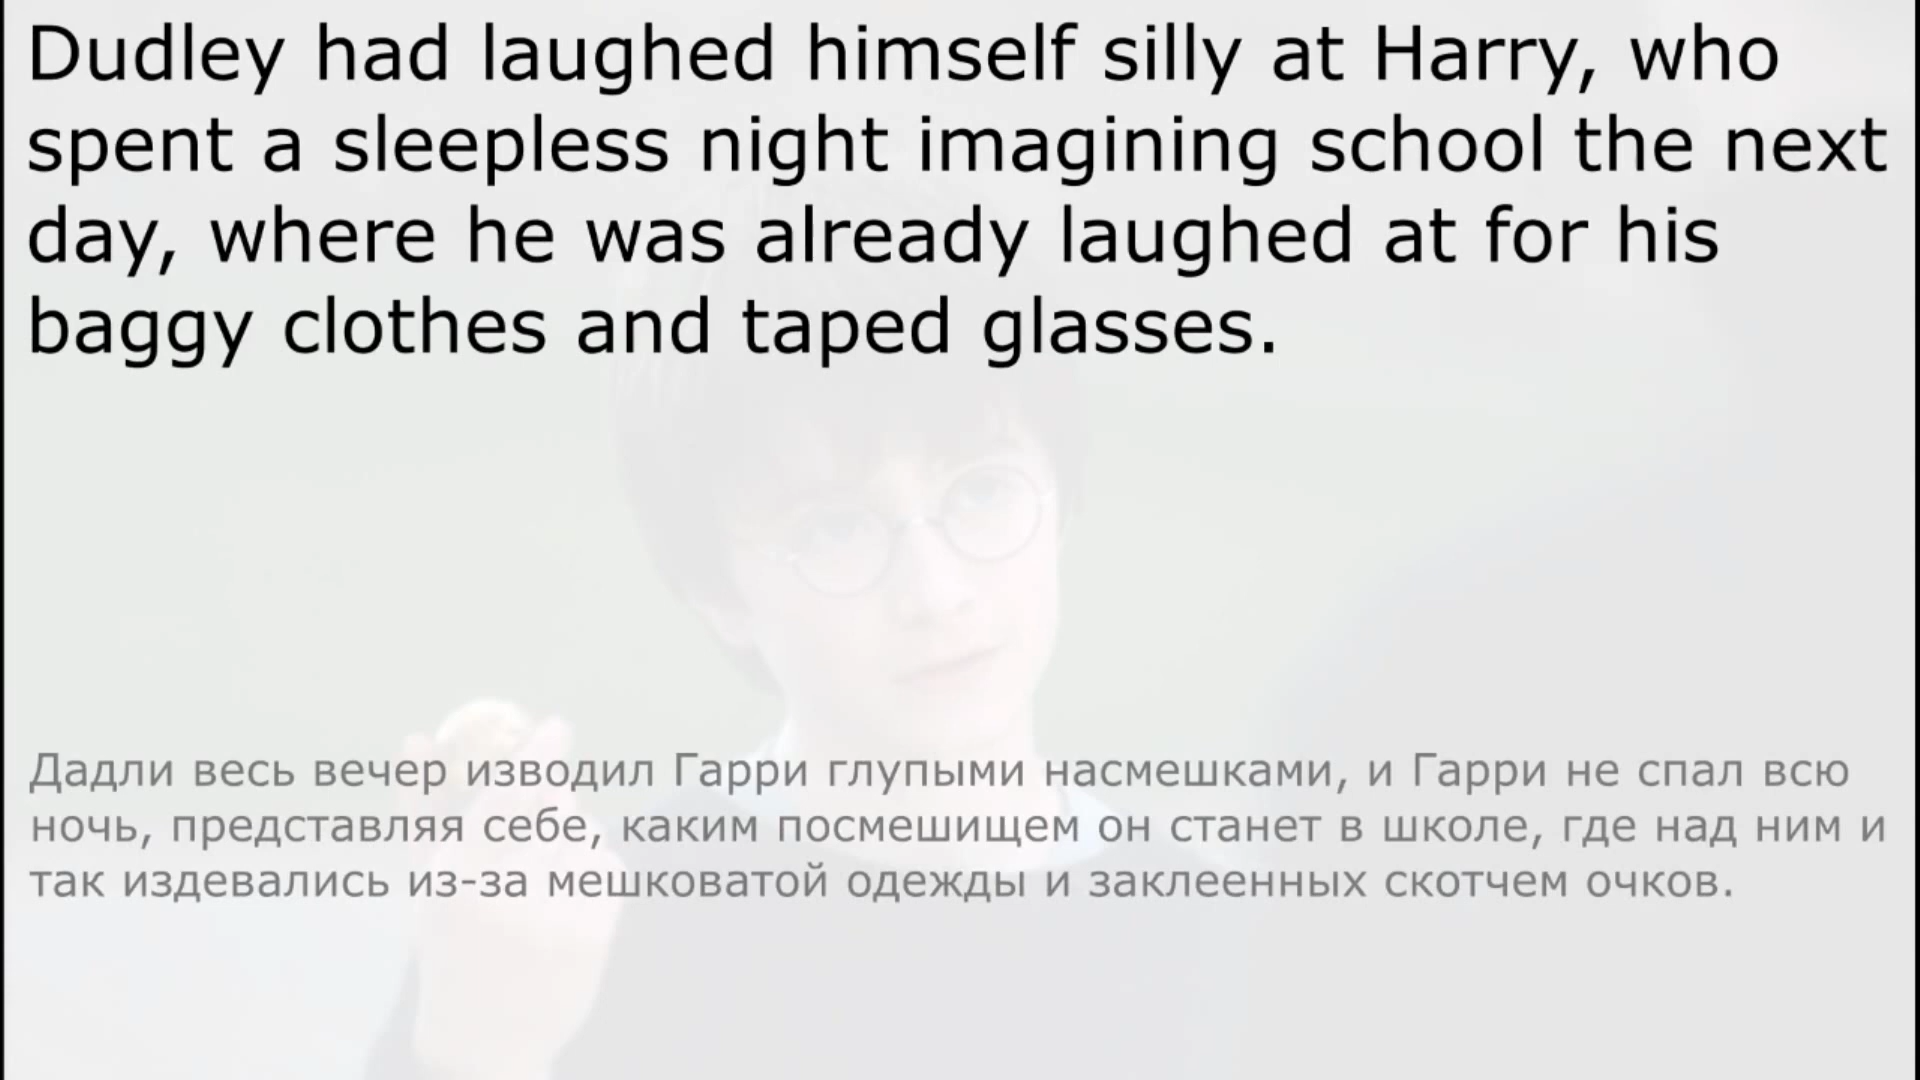 Dudley had laughed himself silly at Harry, who
spent a sleepless night imagining school the next
day, where he was already laughed at for his
baggy clothes and taped glasses.
Дадли весь вечер изводил Гарри глупыми насмешками, и Гарри не спал всю
ночь, представляя себе, каким посмешищем он станет в школе, где над ним и
так издевались из-за мешковатой одежды и заклеенных скотчем очков.